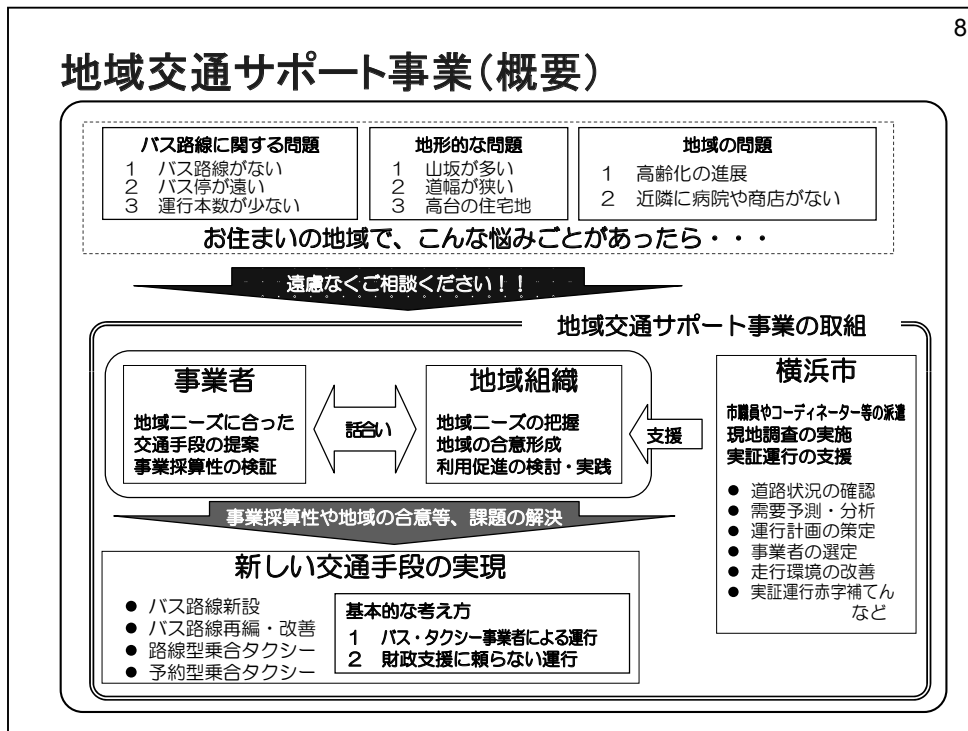 8
地域交通サポート事業(概要)
バス路線に関する問題
1 バス路線がない
2 バス停が遠い
3 運行本数が少ない
地形的な問題
1 山坂が多い
2 道幅が狭い
3 高台の住宅地
地域の問題
1 高齢化の進展
2 近隣に病院や商店がない
お住まいの地域で、こんな悩みごとがあったら・・・
遠慮なくご相談ください!!
地域交通サポート事業の取組
事業者
地域ニーズに合った
交通手段の提案
事業採算性の検証
話合い
地域組織
地域ニーズの把握
地域の合意形成
利用促進の検討・実践
支援
横浜市
市職員やコーディネーター等の派遣
現地調査の実施
実証運行の支援
● 道路状況の確認
● 需要予測・分析
● 運行計画の策定
● 事業者の選定
● 走行環境の改善
● 実証運行赤字補てん
など
事業採算性や地域の合意等、課題の解決
新しい交通手段の実現
● バス路線新設
● バス路線再編・改善
● 路線型乗合タクシー
● 予約型乗合タクシー
基本的な考え方
1 バス・タクシー事業者による運行
2 財政支援に頼らない運行